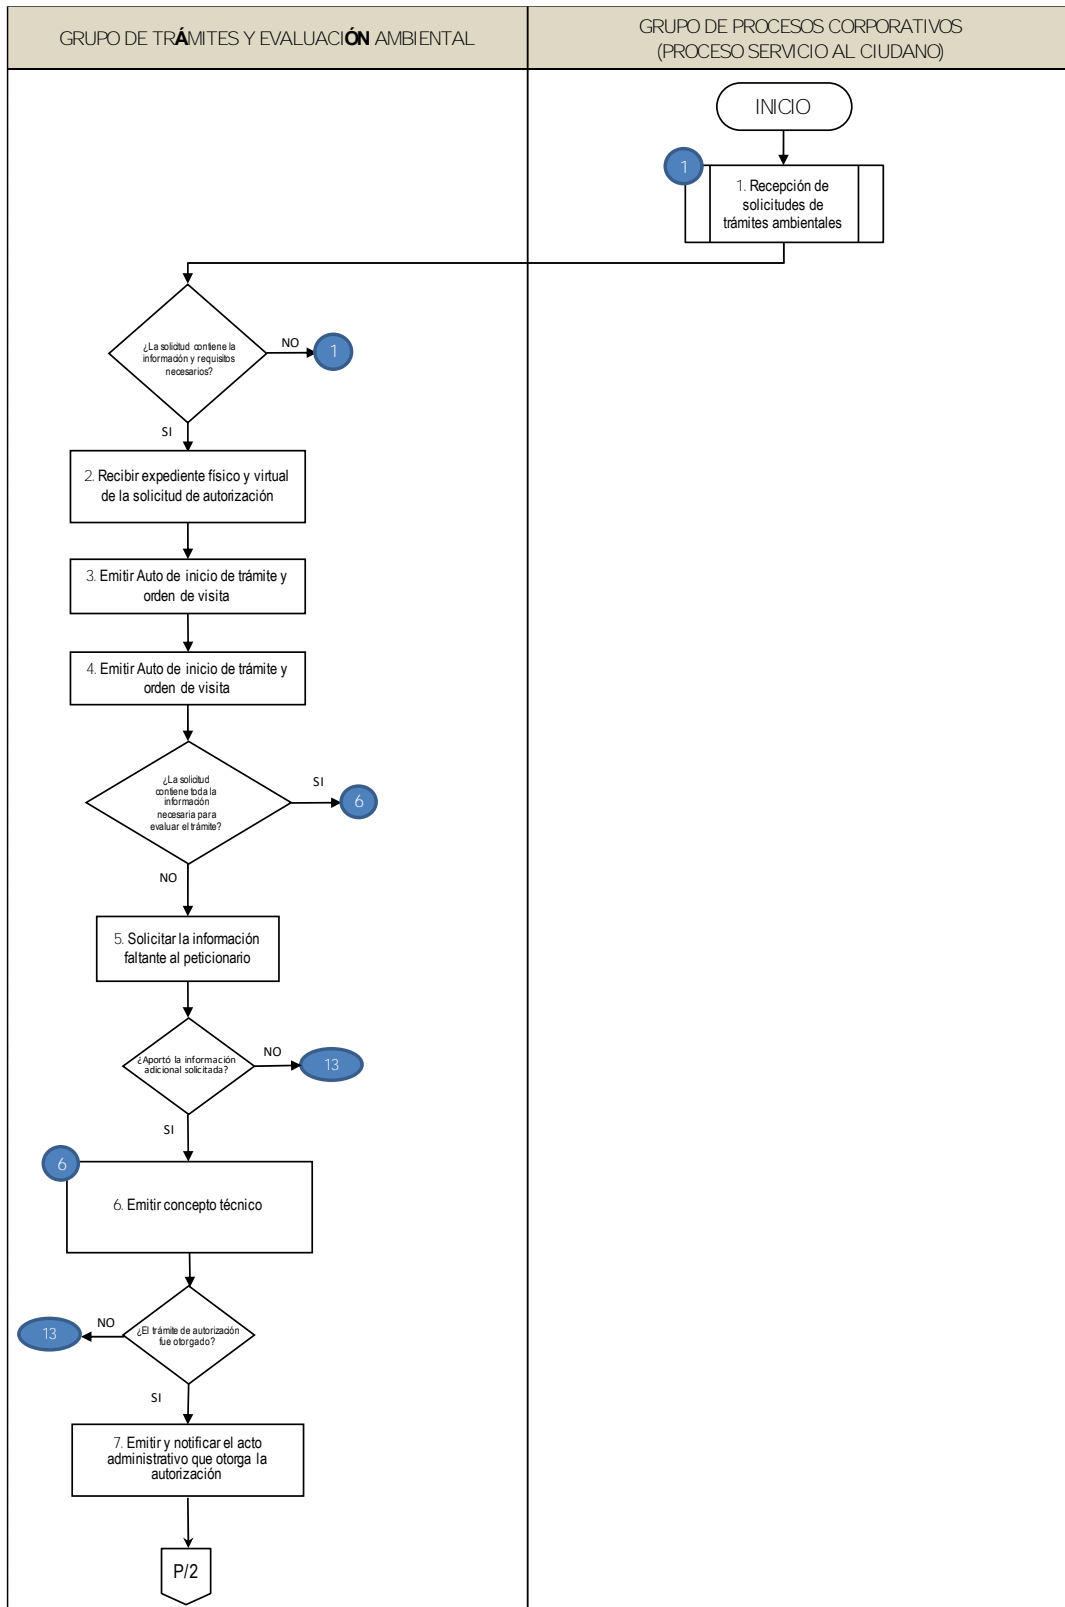 GRUPO DE TRÁMITES Y EVALUACIÓN AMBIENTAL
GRUPO DE PROCESOS CORPORATIVOS
(PROCESO SERVICIO AL CIUDANO)
INICIO
1
1. Recepción de
solicitudes de
trámites ambientales
¿La solicitud contiene la
información y requisitos
necesarios?
NO
1
SI
2. Recibir expediente físico y virtual
de la solicitud de autorización
3. Emitir Auto de inicio de trámite y
orden de visita
4. Emitir Auto de inicio de trámite y
orden de visita
¿La solicitud
contiene toda la
información
necesaria para
evaluar el trámite?
SI
6
NO
5. Solicitar la información
faltante al peticionario
¿Aportó la información
adicional solicitada?
NO
13
SI
6
6. Emitir concepto técnico
¿El trámite de autorización
fue otorgado?
NO
13
SI
7. Emitir y notificar el acto
administrativo que otorga la
autorización
P/2